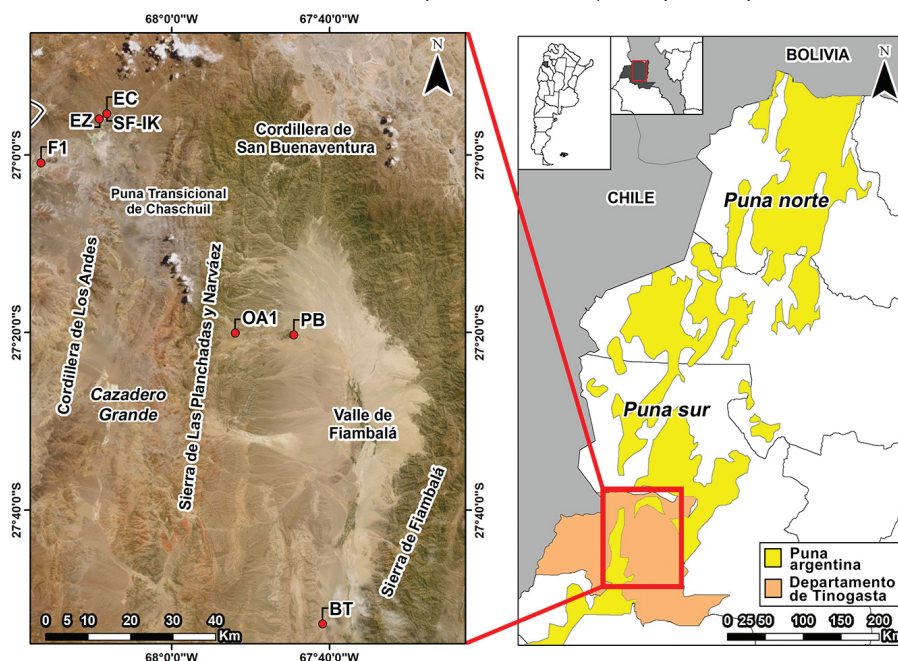 68°0'0"W
67°40'0"W
N
EC
EZ
SF-IK
F1
27°0'0"S
27°0'0"S
Cordillera de
San Buenaventura
Puna Transicional
de Chaschuil
Cordillera de Los Andes
Sierra de Las Planchadas y Narváez
OA1
PB
27°20'0"S
27°20'0"S
Cazadero
Grande
Valle de
Fiambalá
Sierra de Fiambalá
27°40'0"S
27°40'0"S
BT
0 5 10 20 30 40
Km
68°0'0"W
67°40'0"W
BOLIVIA
N
CHILE
Puna norte
Puna sur
Puna
argentina
Departamento
de Tinogasta
0 25 50 100 150 200
Km